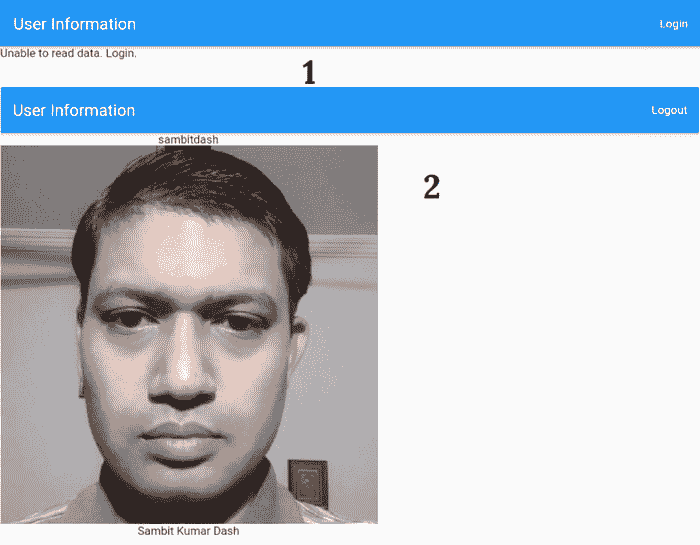 User Information Login
Unable to read data. Login.
1
User Information Logout
sambitdash
2
Sambit Kumar Dash